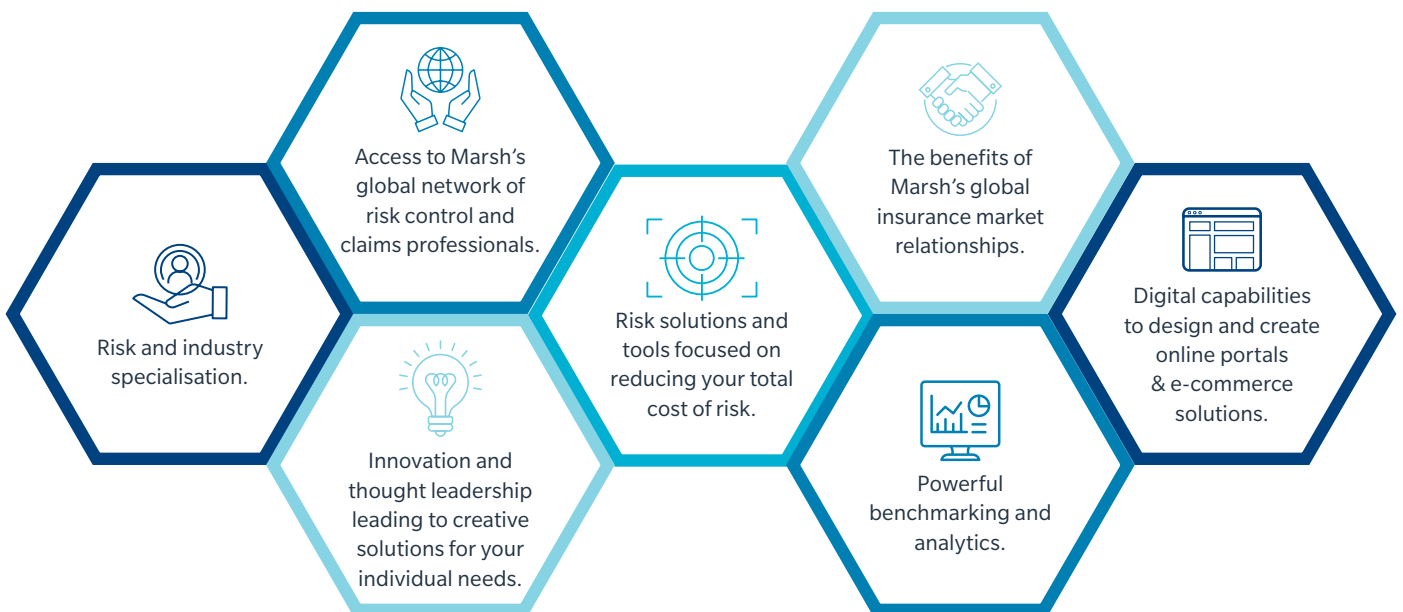 Risk and industry
specialisation.
Access to Marsh's
global network of
risk control and
claims professionals.
Innovation and
thought leadership
leading to creative
solutions for your
individual needs.
Risk solutions and
tools focused on
reducing your total
cost of risk.
The benefits of
Marsh's global
insurance market
relationships.
Powerful
benchmarking and
analytics.
Digital capabilities
to design and create
online portals
& e-commerce
solutions.